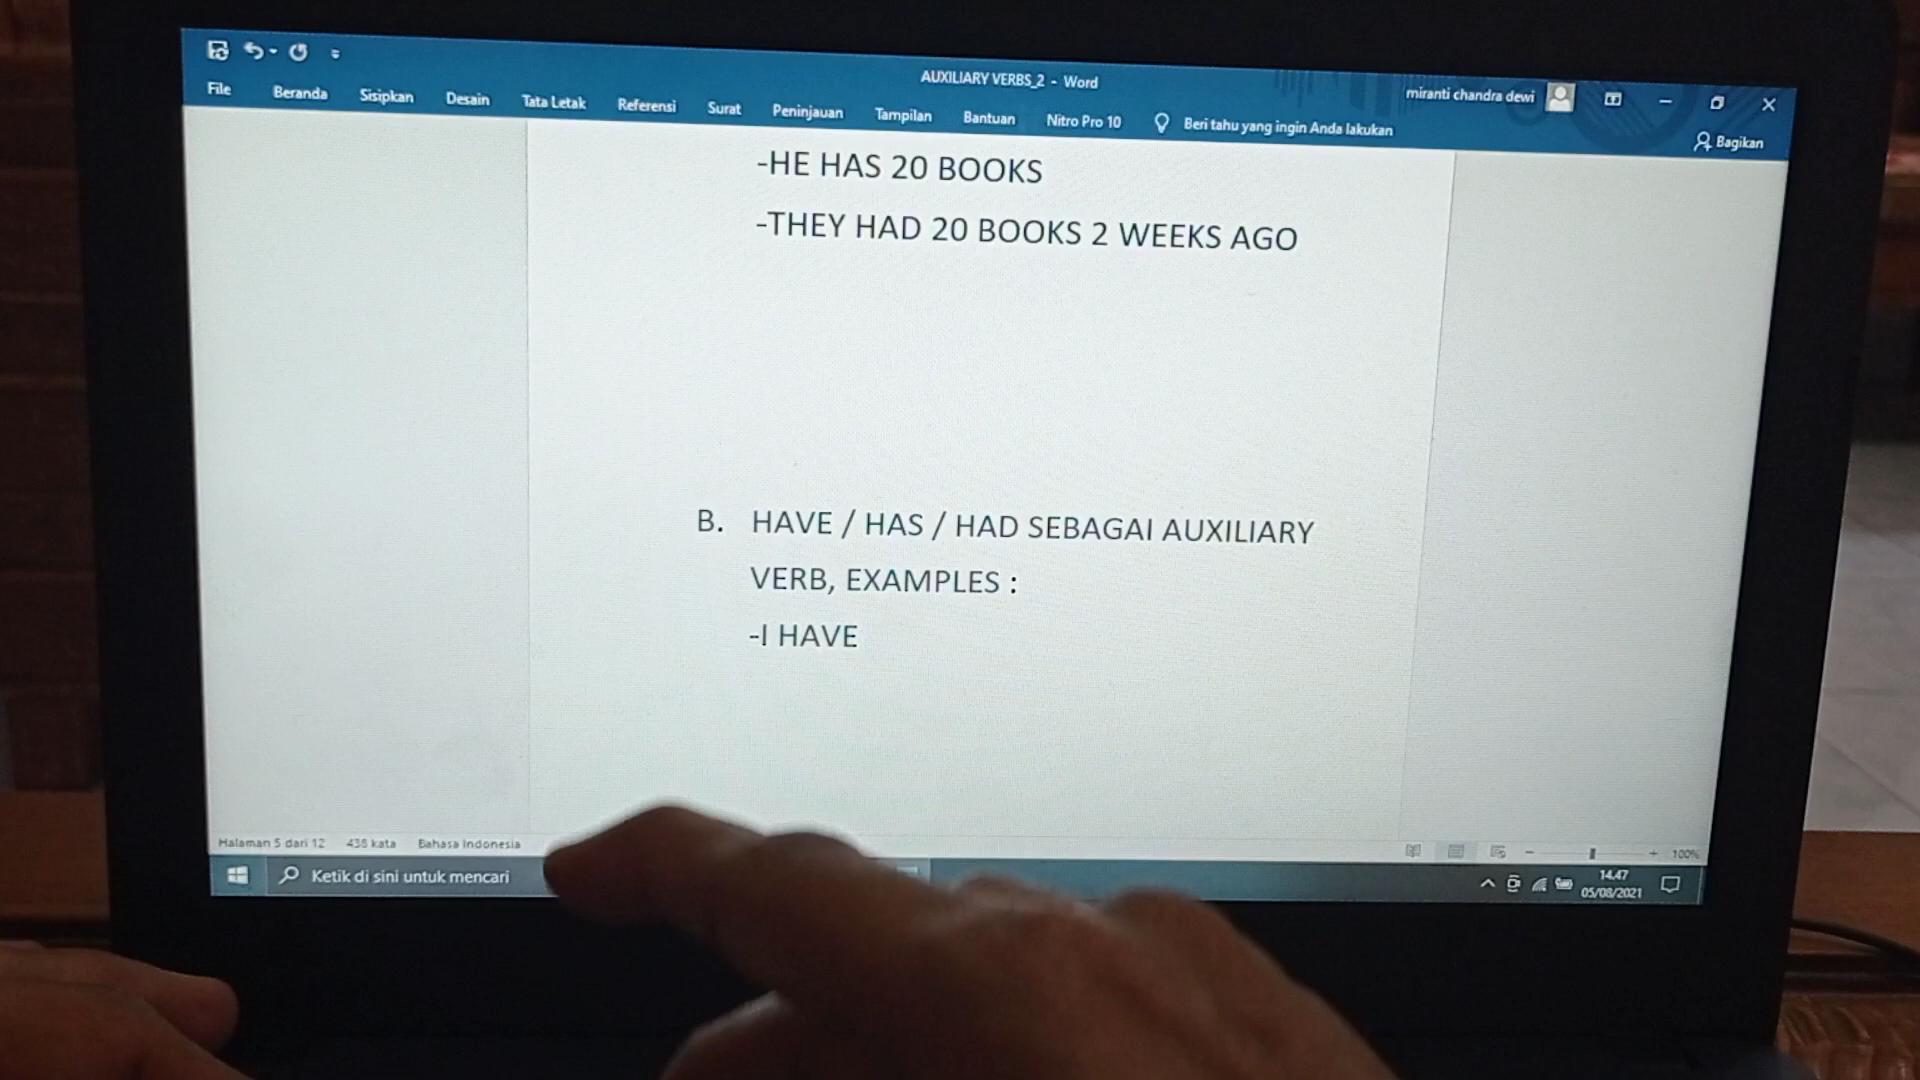 AUXILIARY VERBS_2 - Word
miranti chandra dewi
File Beranda Sisipkan Desain Tata Letak Referensi Surat Peninjauan Tampilan Bantuan Nitro Pro 10 Beri tahu yang ingin Anda lakukan
Bagikan
-HE HAS 20 BOOKS
-THEY HAD 20 BOOKS 2 WEEKS AGO
B. HAVE / HAS / HAD SEBAGAI AUXILIARY
VERB, EXAMPLES :
-I HAVE
Halaman 5 dari 12 438 kata Bahasa Indonesia
100%
Ketik di sini untuk mencari
14.47
05/08/2021